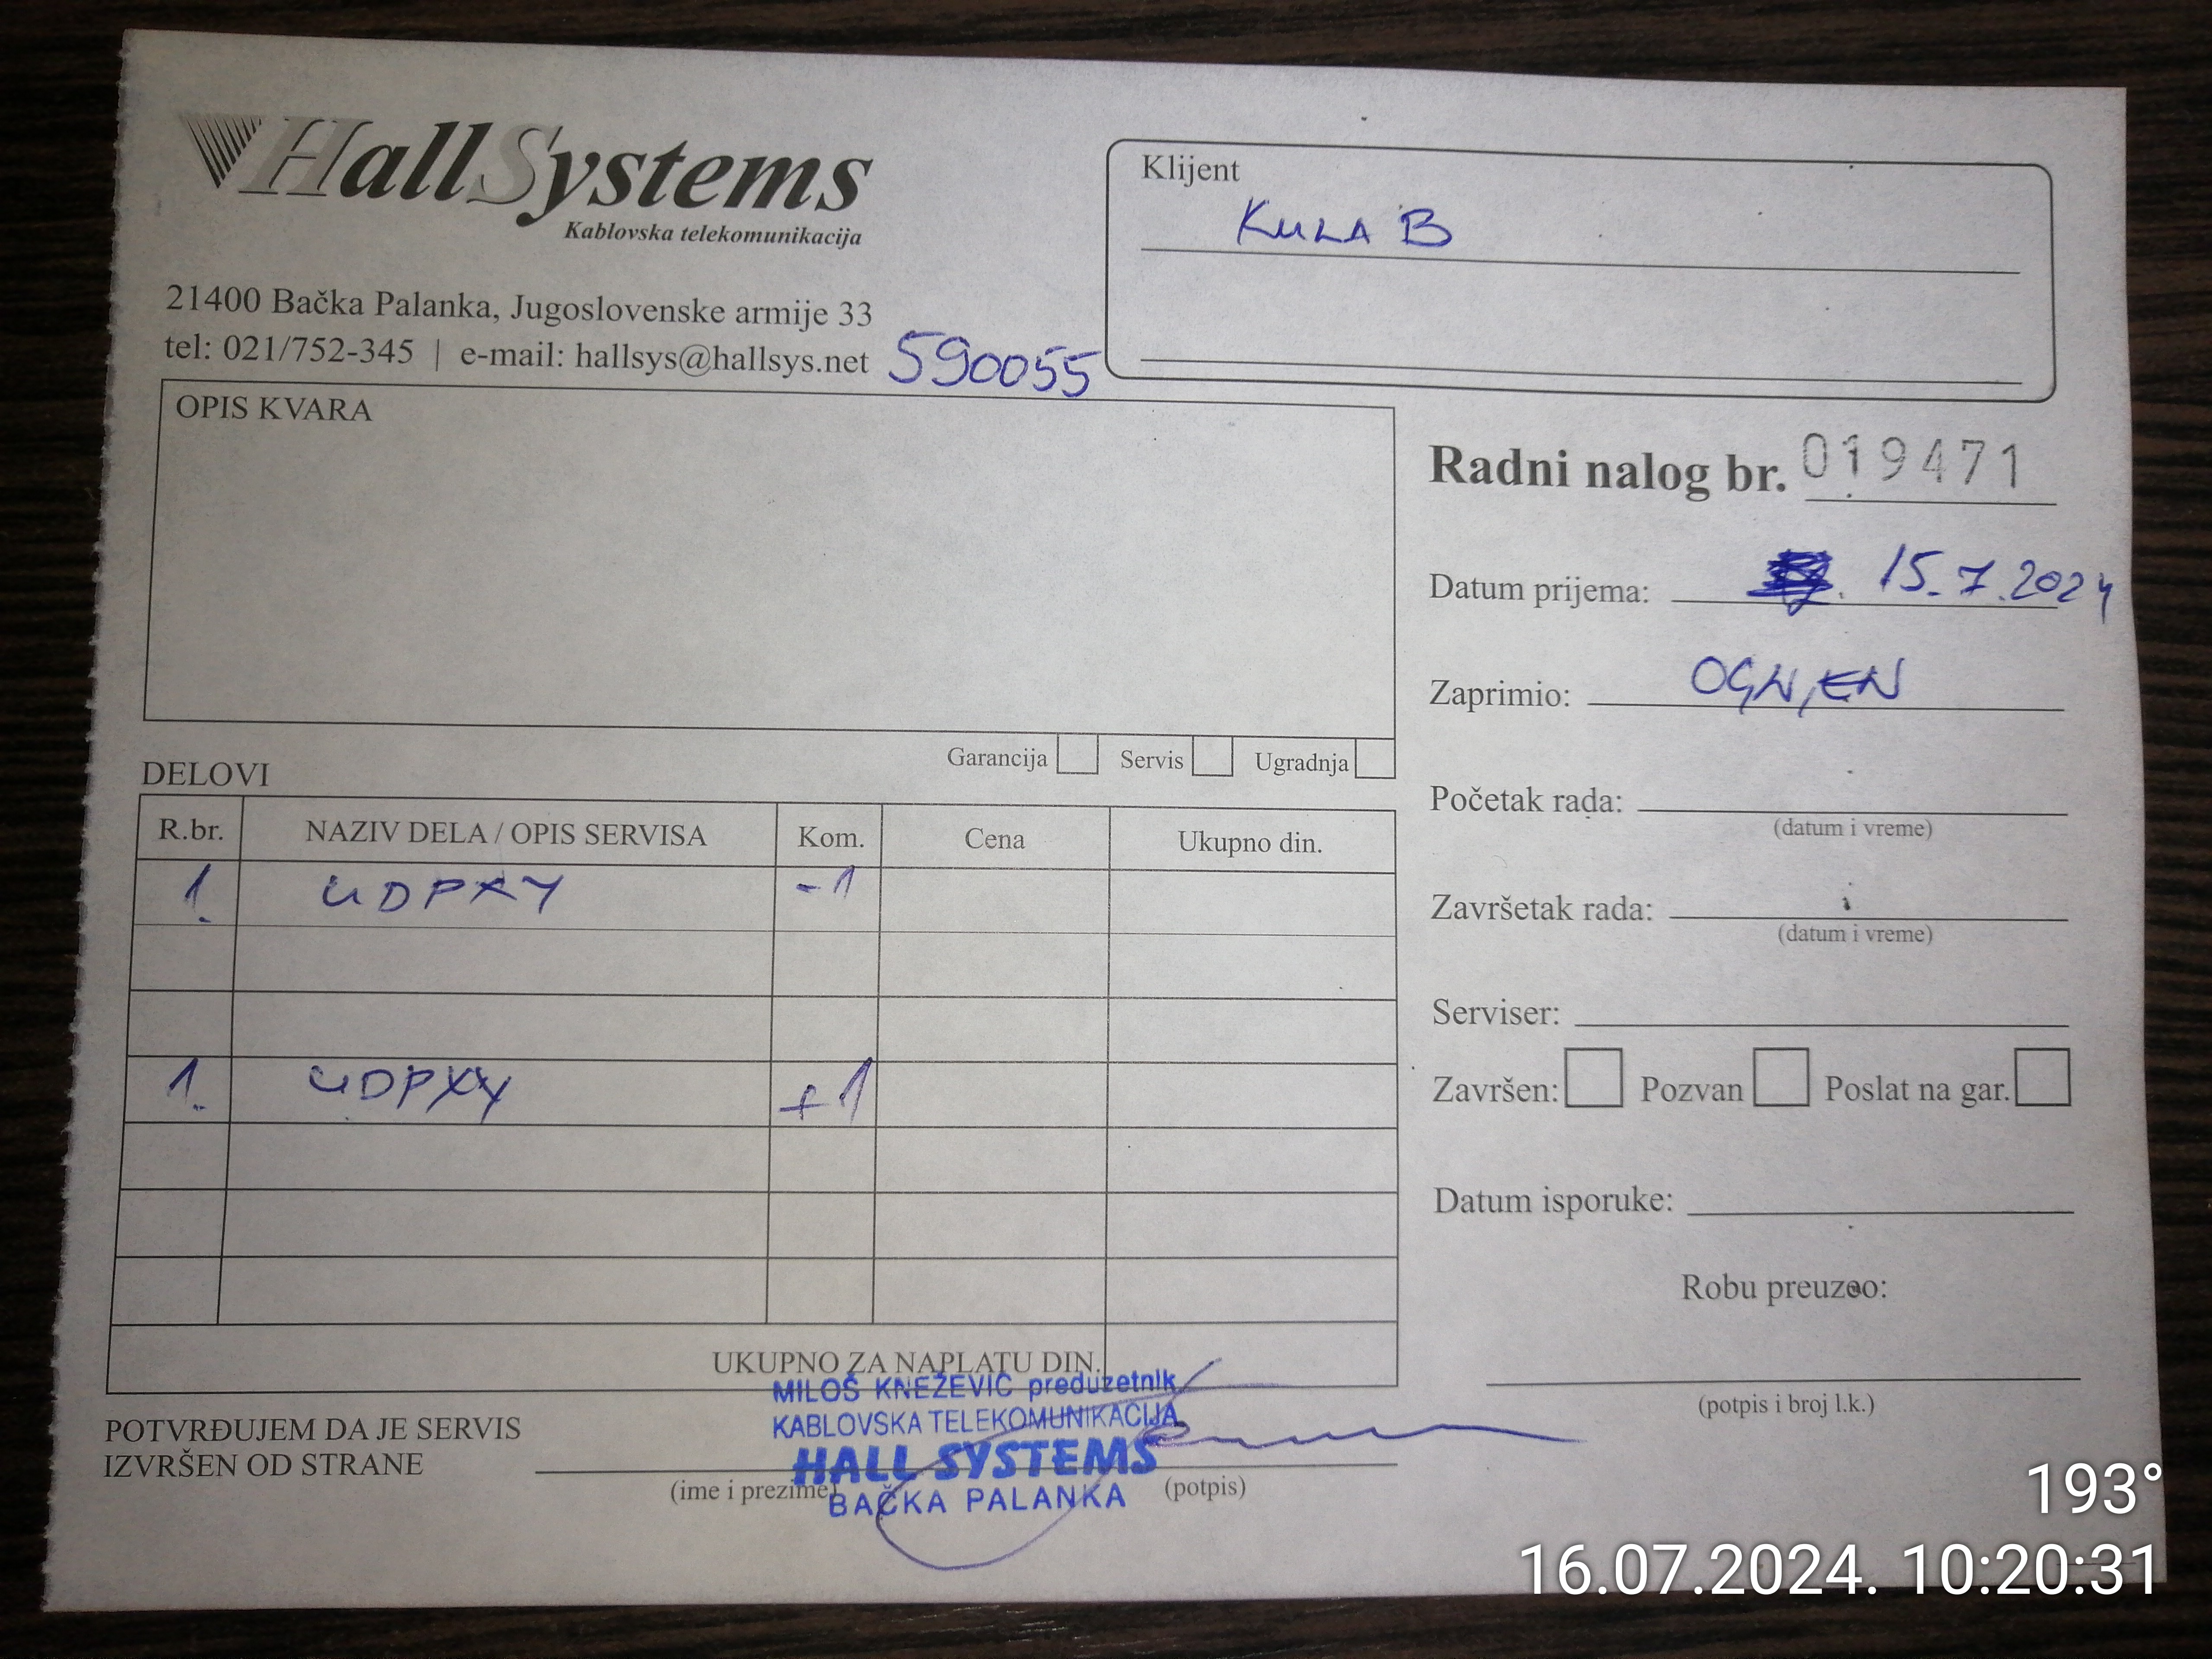 HallSystems
Kablovska telekomunikacija
21400 Bačka Palanka, Jugoslovenske armije 33
tel: 021/752-345 | e-mail: hallsys@hallsys.net
590055
Klijent
KULA B
OPIS KVARA
Garancija Servis Ugradnja
Radni nalog br. 019471
Datum prijema: 15.7.2024
Zaprimio: OGNJEN
Početak rada:
(datum i vreme)
Završetak rada:
(datum i vreme)
Serviser:
Završen: Pozvan Poslat na gar.
Datum isporuke:
Robu preuzeo:
(potpis i broj l.k.)
DELOVI
R.br. NAZIV DELA / OPIS SERVISA Kom. Cena Ukupno din.
1. UDPXY -1
1. UDPXY +1
UKUPNO ZA NAPLATU DIN.
MILOŠ KNEŽEVIĆ preduzetnik
KABLOVSKA TELEKOMUNIKACIJA
HALL SYSTEMS
BAČKA PALANKA
POTVRĐUJEM DA JE SERVIS
IZVRŠEN OD STRANE
(ime i prezime) (potpis)
193°
16.07.2024. 10:20:31